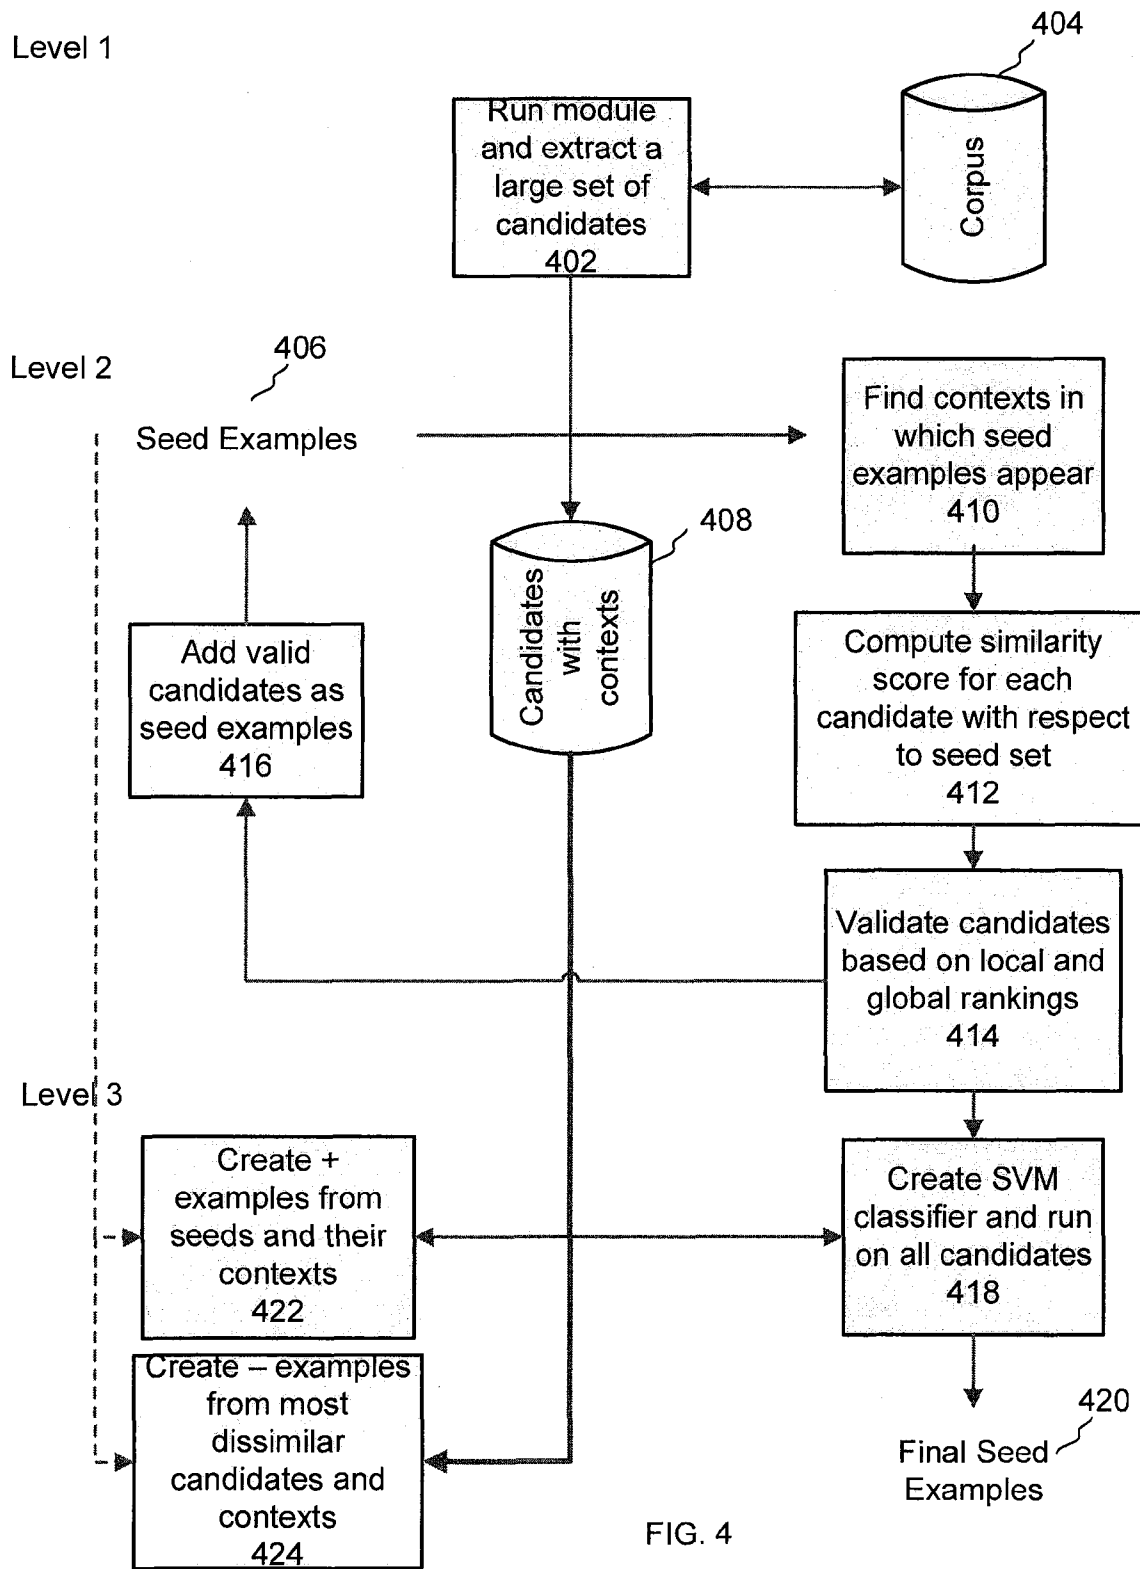 Level 1
404
Run module
and extract a
large set of
candidates
402
Corpus
Level 2
406
Seed Examples
Find contexts in
which seed
examples appear
410
408
Candidates
with
contexts
Add valid
candidates as
seed examples
416
Compute similarity
score for each
candidate with respect
to seed set
412
Validate candidates
based on local and
global rankings
414
Level 3
Create +
examples from
seeds and their
contexts
422
Create SVM
classifier and run
on all candidates
418
Create – examples
from most
dissimilar
candidates and
contexts
424
420
Final Seed
Examples
FIG. 4